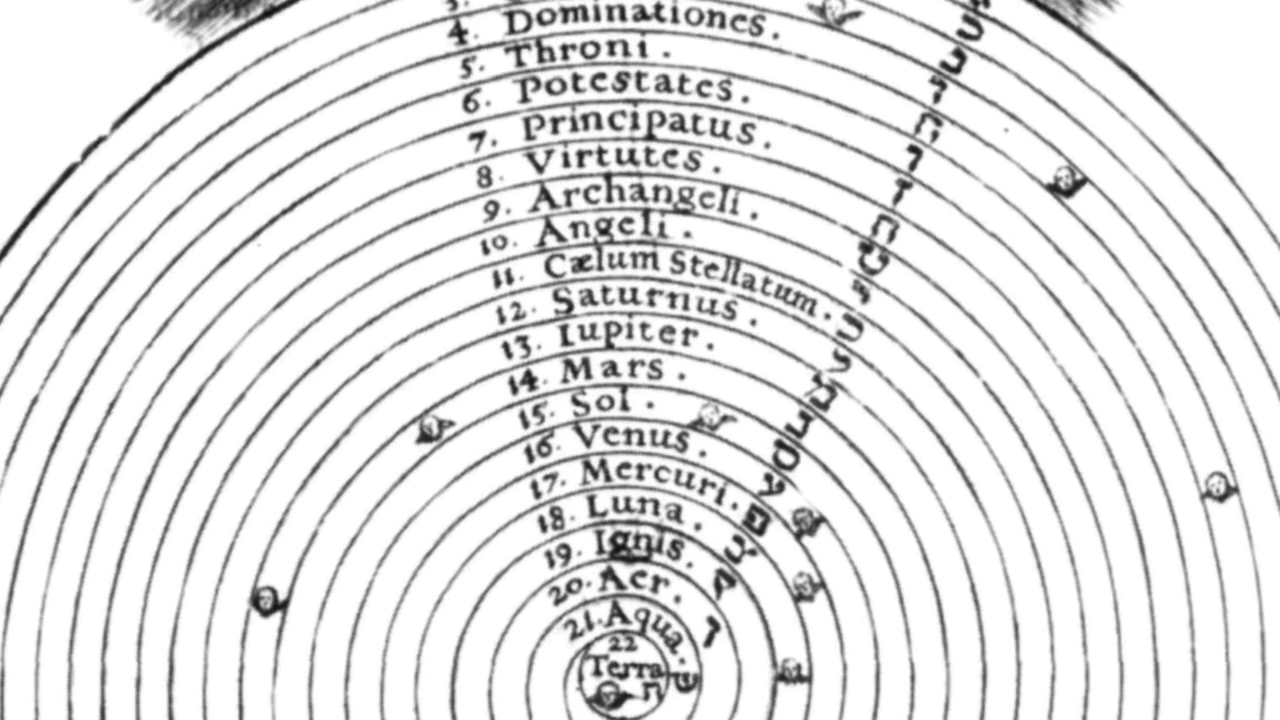 4. Dominationes.
5. Throni.
6. Potestates.
7. Principatus.
8. Virtutes.
9. Archangeli.
10. Angeli.
11. Cælum Stellatum.
12. Saturnus.
13. Iupiter.
14. Mars.
15. Sol.
16. Venus.
17. Mercuri.
18. Luna.
19. Ignis.
20. Aer.
21. Aqua.
22
Terra
ב
ג
ד
ה
ו
ז
ח
ט
י
כ
ל
מ
נ
ס
ע
פ
צ
ק
ר
ש
ת